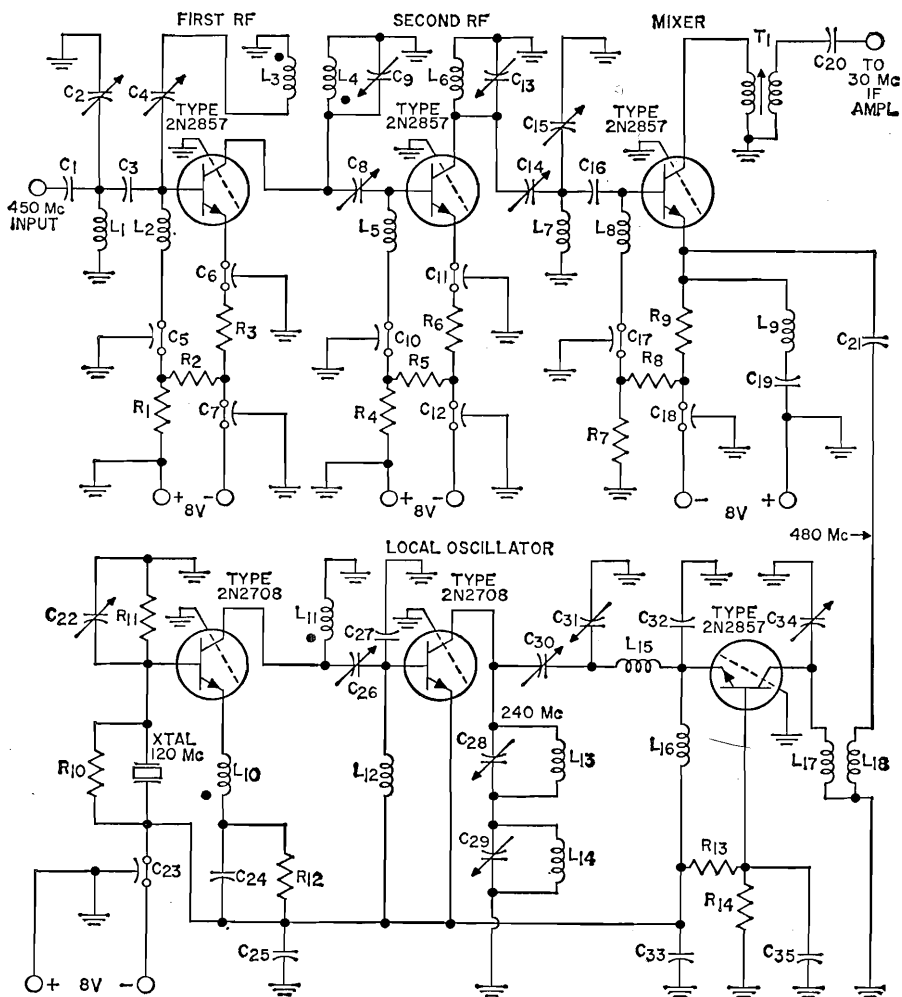 FIRST RF
SECOND RF
MIXER
C2
C4
L3
L4
C9
L6
C13
C15
T1
C20
TO
30 Mc
IF
AMPL
TYPE
2N2857
TYPE
2N2857
TYPE
2N2857
C1
C3
C8
C14
C16
450 Mc
INPUT
L1
L2
L5
L7
L8
C6
C11
C5
R3
C10
R6
C17
R9
L9
C21
R2
R5
R8
C19
R1
C7
R4
C12
R7
C18
+ 8V −
+ 8V −
− 8V +
480 Mc
LOCAL OSCILLATOR
TYPE
2N2708
TYPE
2N2708
TYPE
2N2857
C22
R11
L11
C27
C26
C31
C30
L15
C32
C34
XTAL
120 Mc
R10
L10
L12
240 Mc
C28
L13
L16
L17
L18
C29
L14
C23
C24
R12
R13
R14
C25
C33
C35
+ 8V −